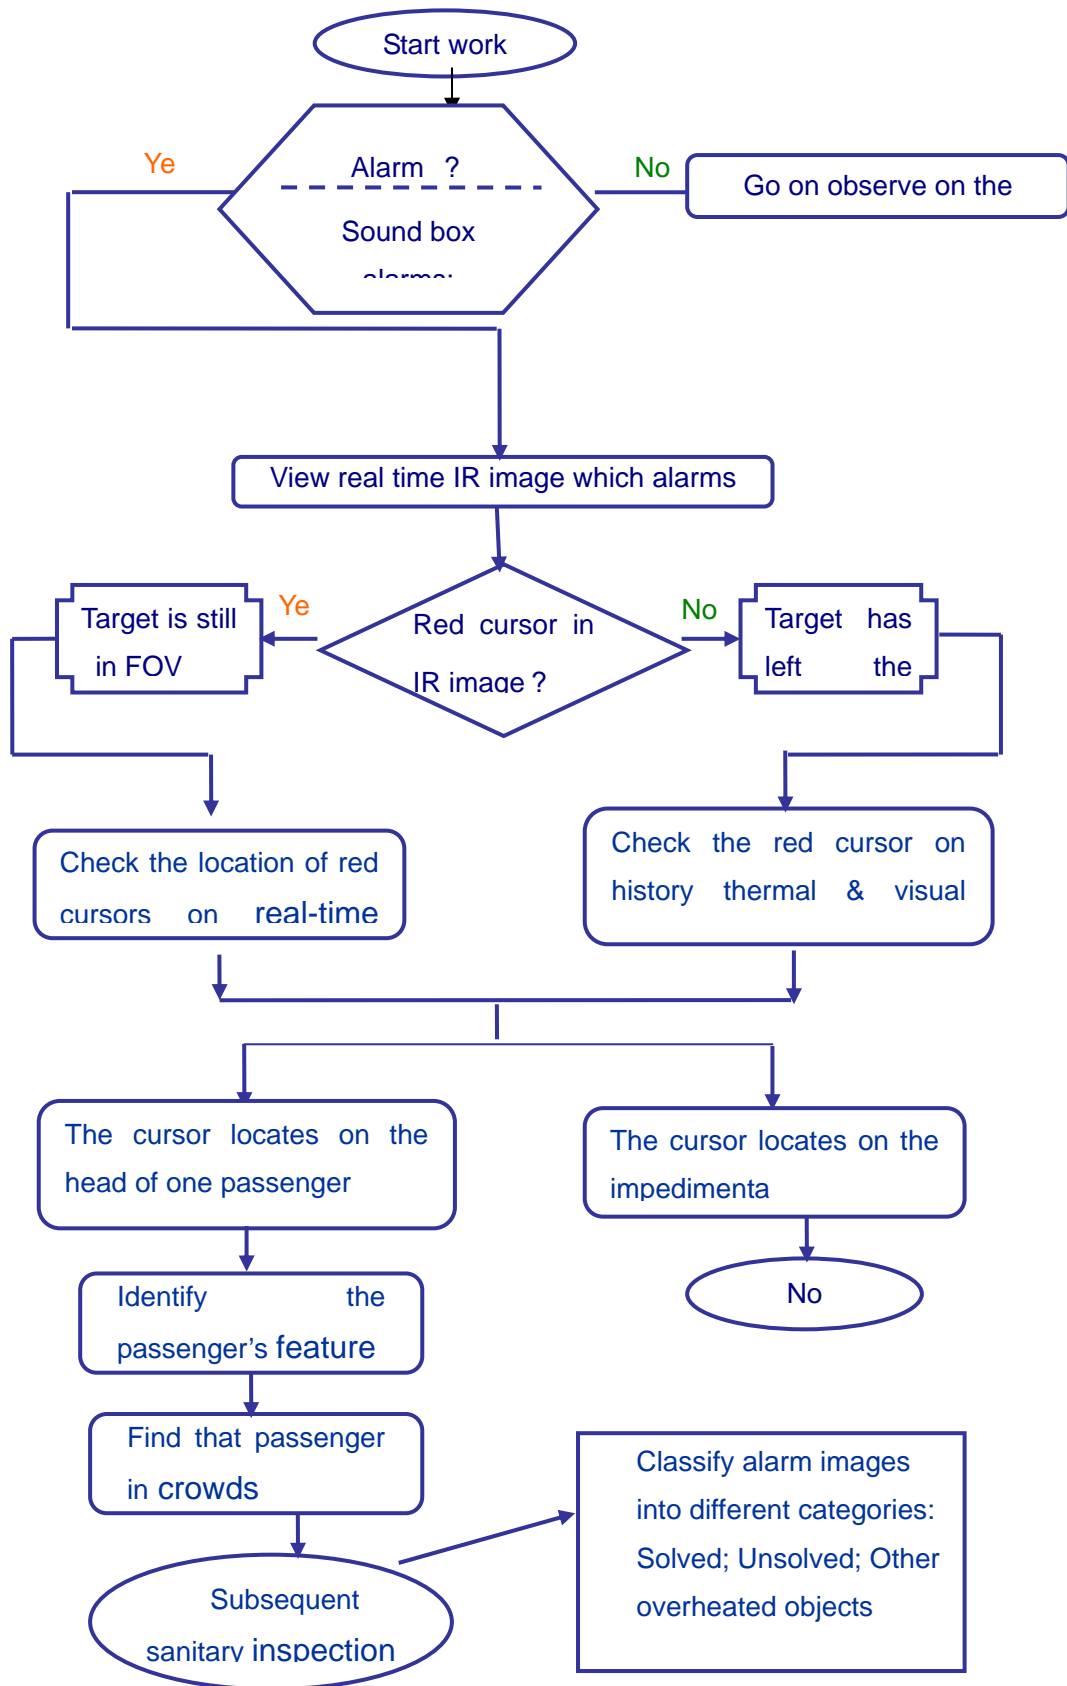 Start work
Ye
Alarm ?
No
Go on observe on the
Sound box
alarms:
View real time IR image which alarms
Target is still
in FOV
Ye
Red cursor in
IR image ?
No
Target has
left the
Check the location of red
cursors on real-time
Check the red cursor on
history thermal & visual
The cursor locates on the
head of one passenger
The cursor locates on the
impedimenta
Identify the
passenger's feature
No
Find that passenger
in crowds
Classify alarm images
into different categories:
Solved; Unsolved; Other
overheated objects
Subsequent
sanitary inspection